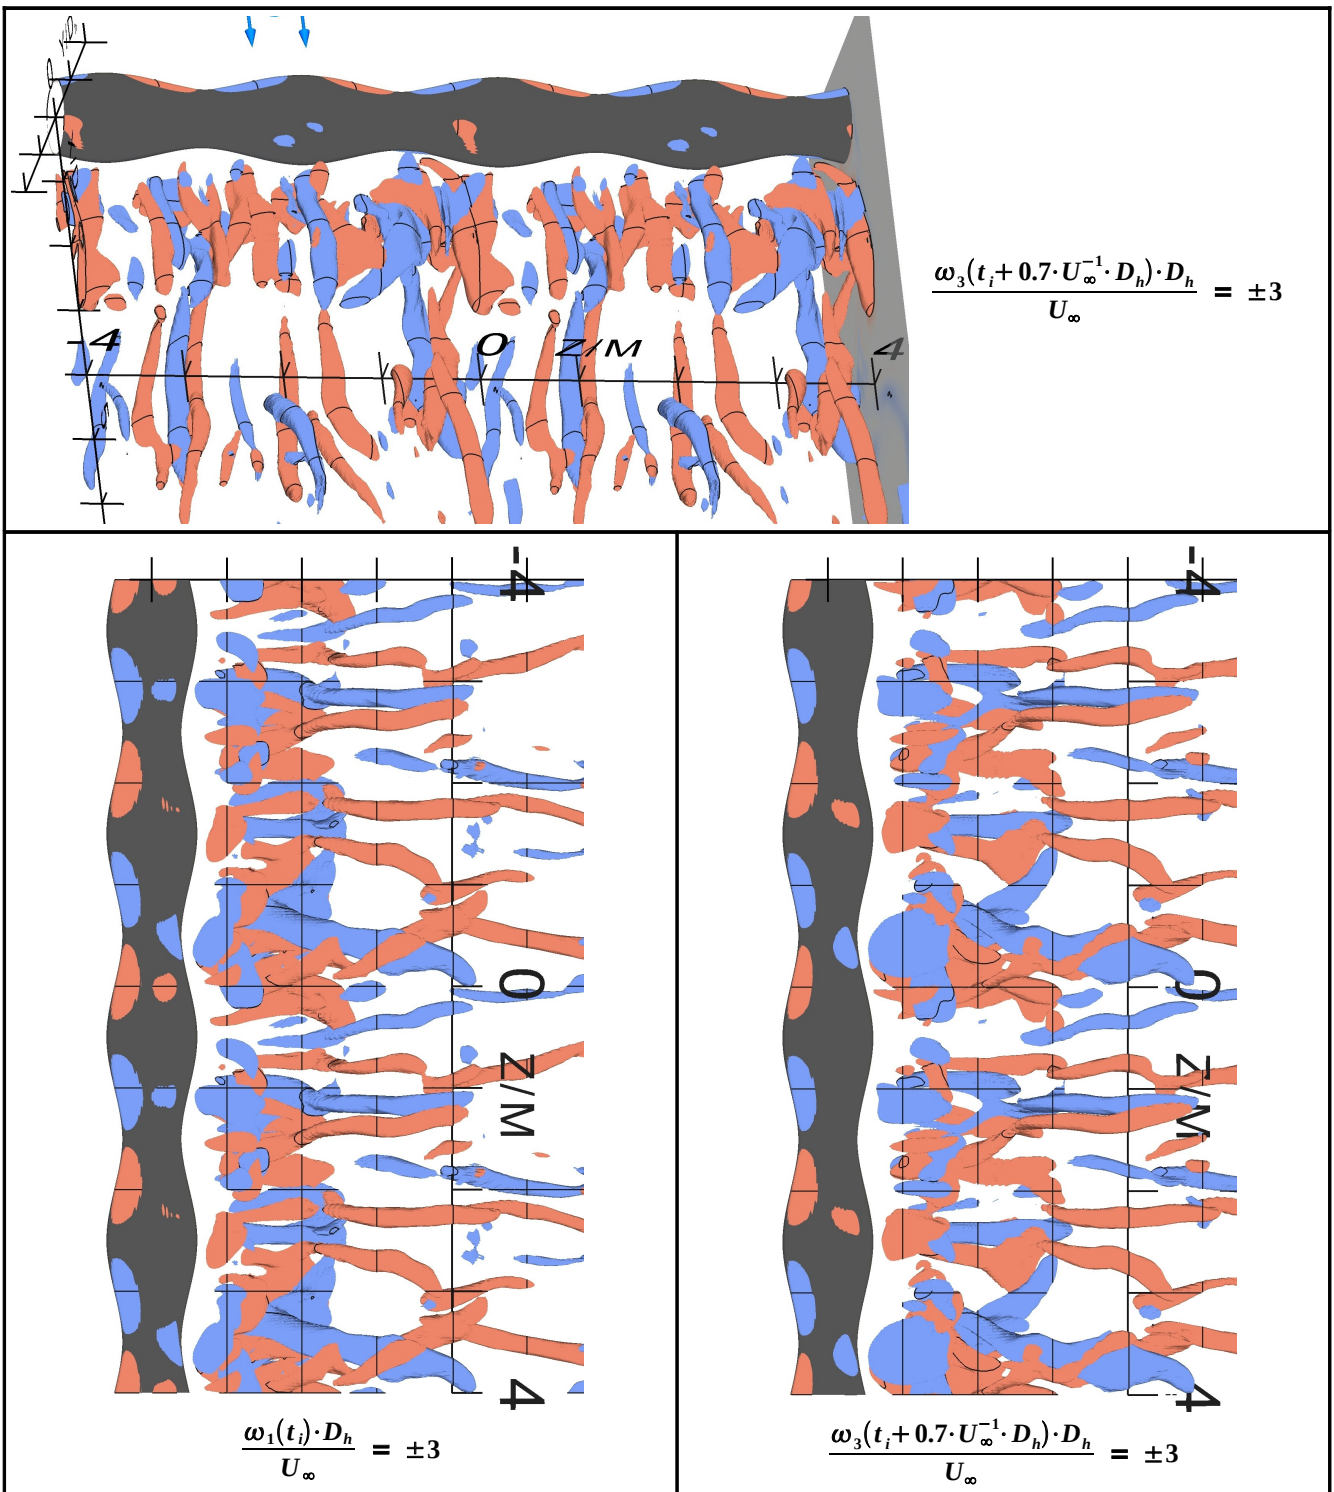 -4 0 Z/M 4
ω₃(tᵢ+0.7·U∞⁻¹·Dₕ)·Dₕ / U∞ = ±3
-4
0
Z/M
4
-4
0
Z/M
4
ω₁(tᵢ)·Dₕ / U∞ = ±3
ω₃(tᵢ+0.7·U∞⁻¹·Dₕ)·Dₕ / U∞ = ±3